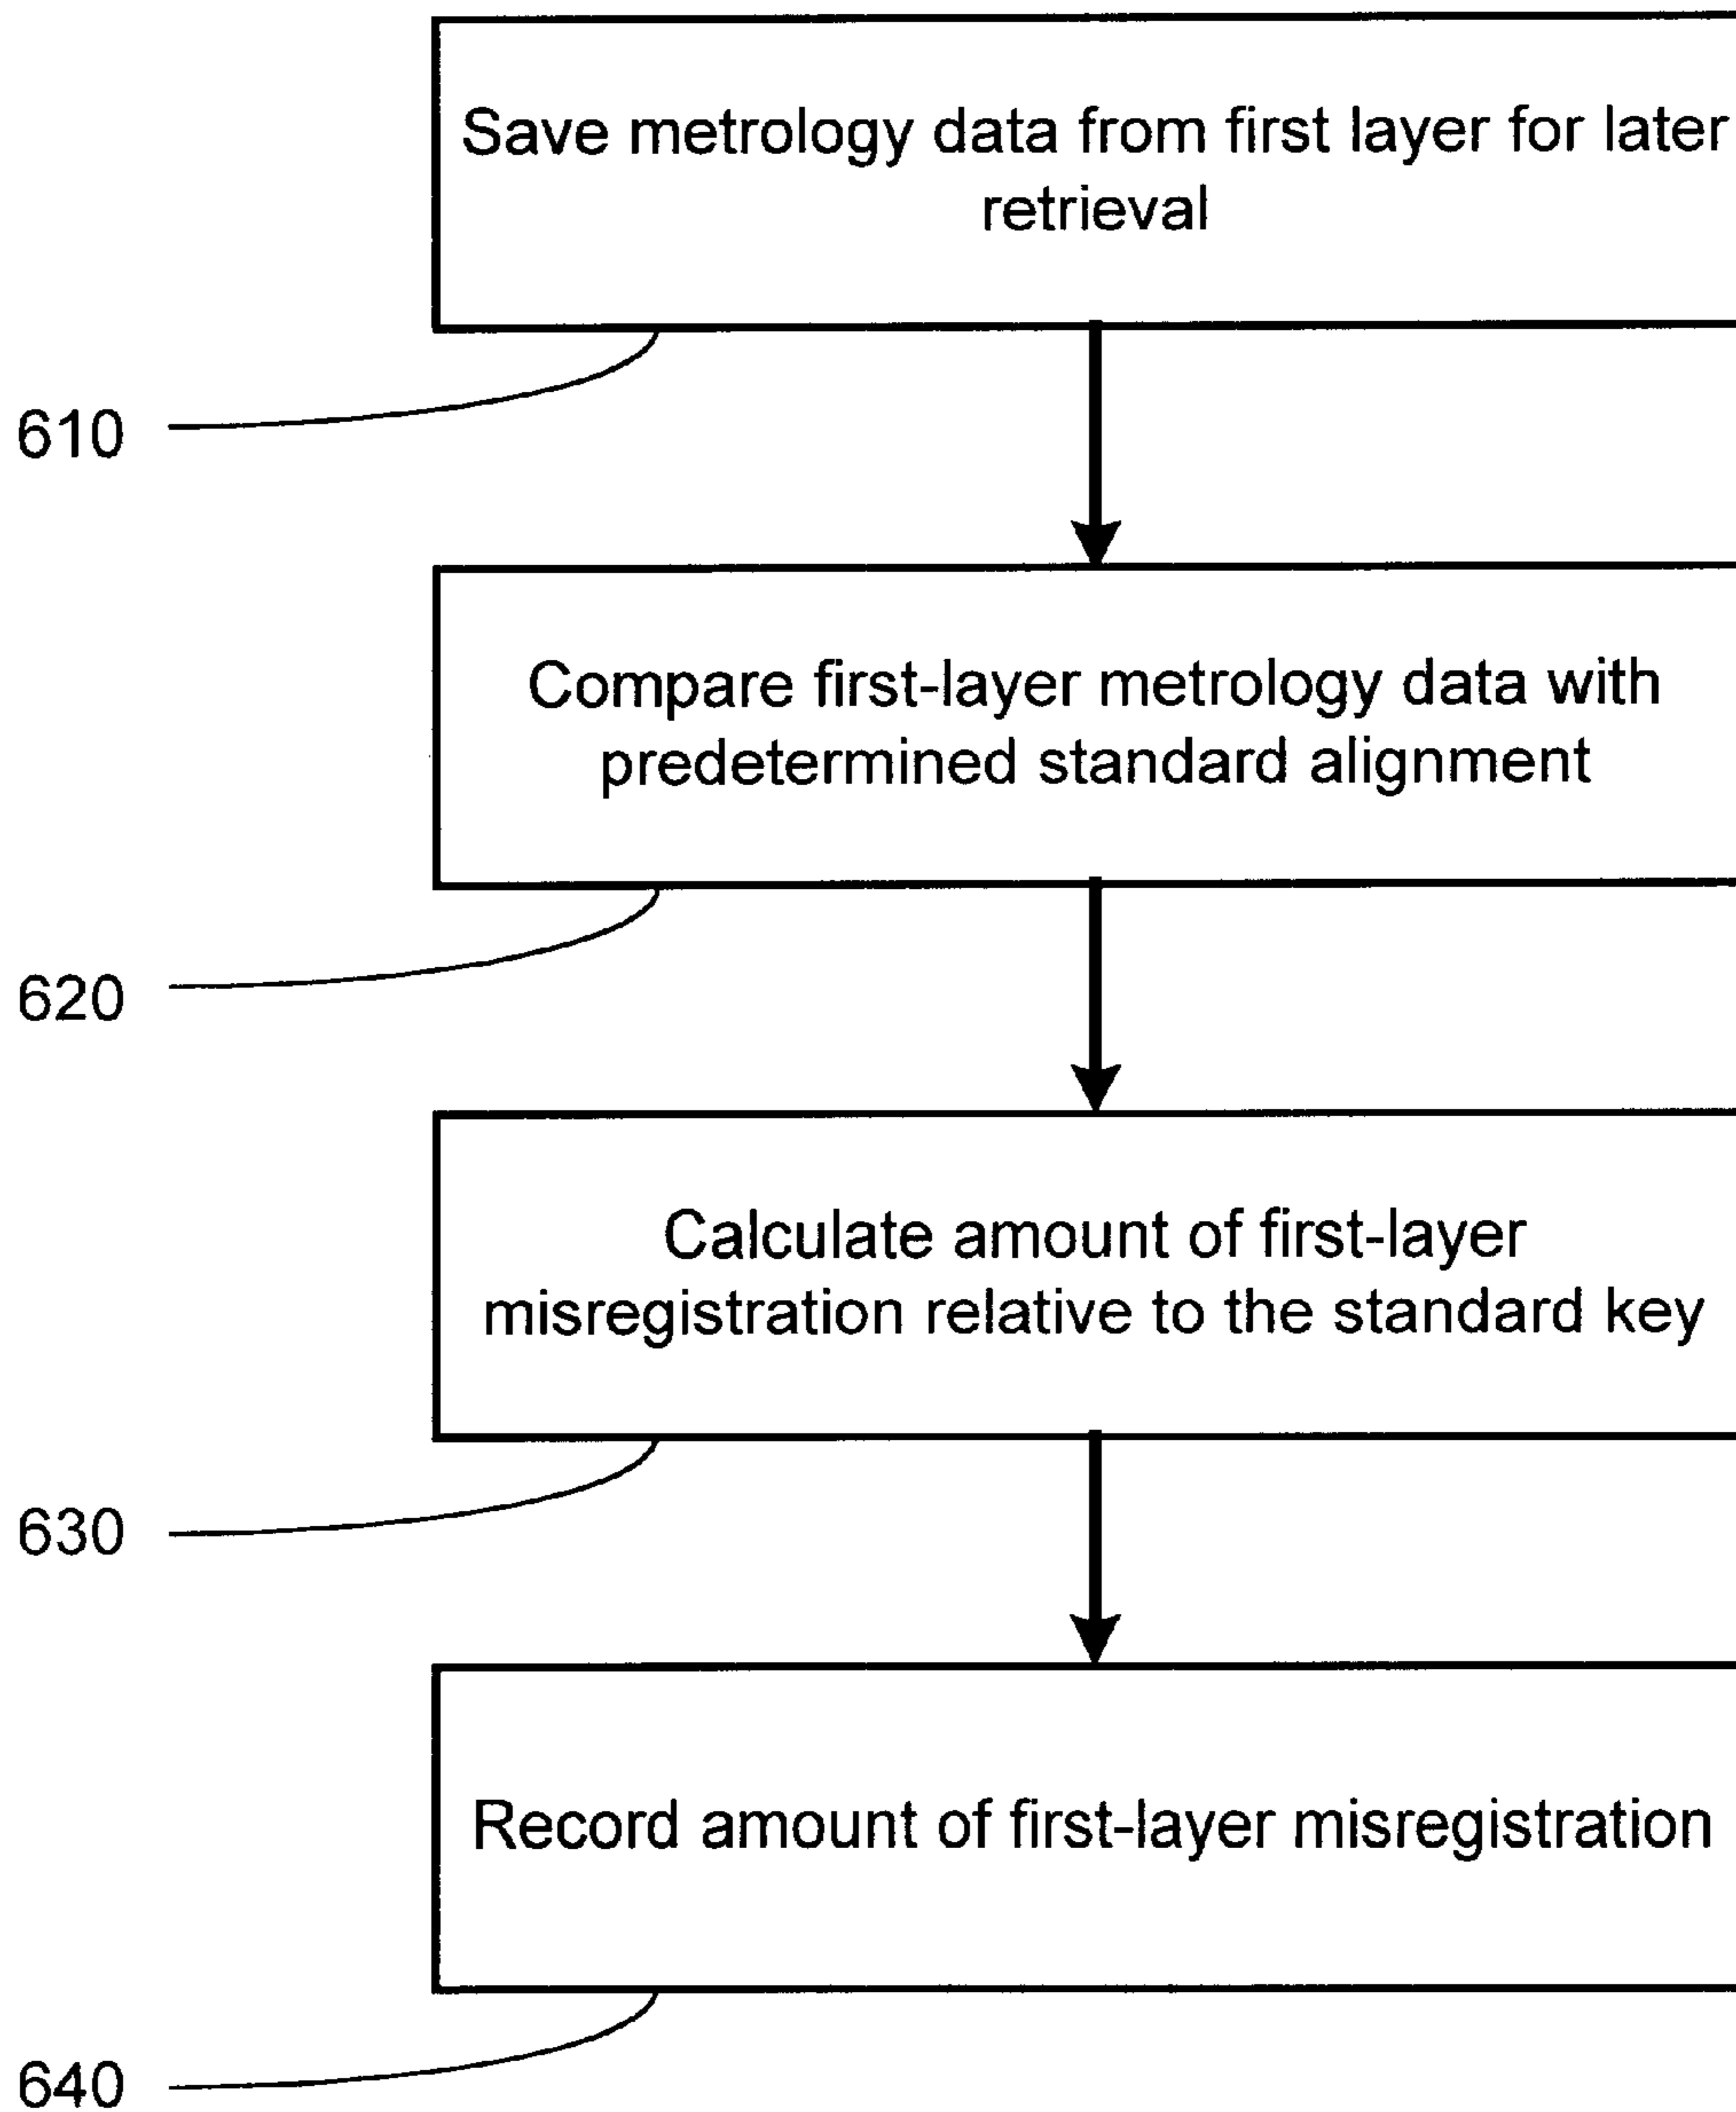 Save metrology data from first layer for later
retrieval
610
Compare first-layer metrology data with
predetermined standard alignment
620
Calculate amount of first-layer
misregistration relative to the standard key
630
Record amount of first-layer misregistration
640